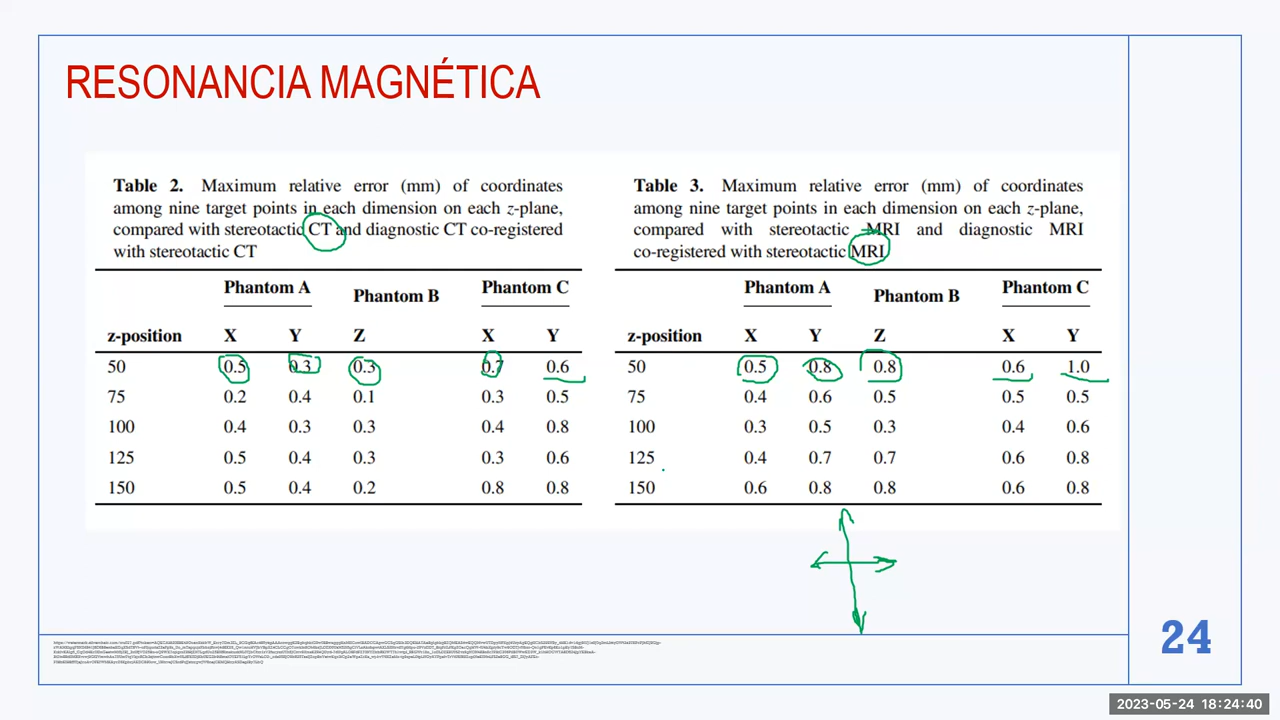 RESONANCIA MAGNÉTICA
Table 2. Maximum relative error (mm) of coordinates
among nine target points in each dimension on each z-plane,
compared with stereotactic CT and diagnostic CT co-registered
with stereotactic CT
Phantom A Phantom B Phantom C
z-position X Y Z X Y
50 0.5 0.3 0.3 0.7 0.6
75 0.2 0.4 0.1 0.3 0.5
100 0.4 0.3 0.3 0.4 0.8
125 0.5 0.4 0.3 0.3 0.6
150 0.5 0.4 0.2 0.8 0.8
Table 3. Maximum relative error (mm) of coordinates
among nine target points in each dimension on each z-plane,
compared with stereotactic MRI and diagnostic MRI
co-registered with stereotactic MRI
Phantom A Phantom B Phantom C
z-position X Y Z X Y
50 0.5 0.8 0.8 0.6 1.0
75 0.4 0.6 0.5 0.5 0.5
100 0.3 0.5 0.3 0.4 0.6
125 0.4 0.7 0.7 0.6 0.8
150 0.6 0.8 0.8 0.6 0.8
24
2023-05-24 18:24:40